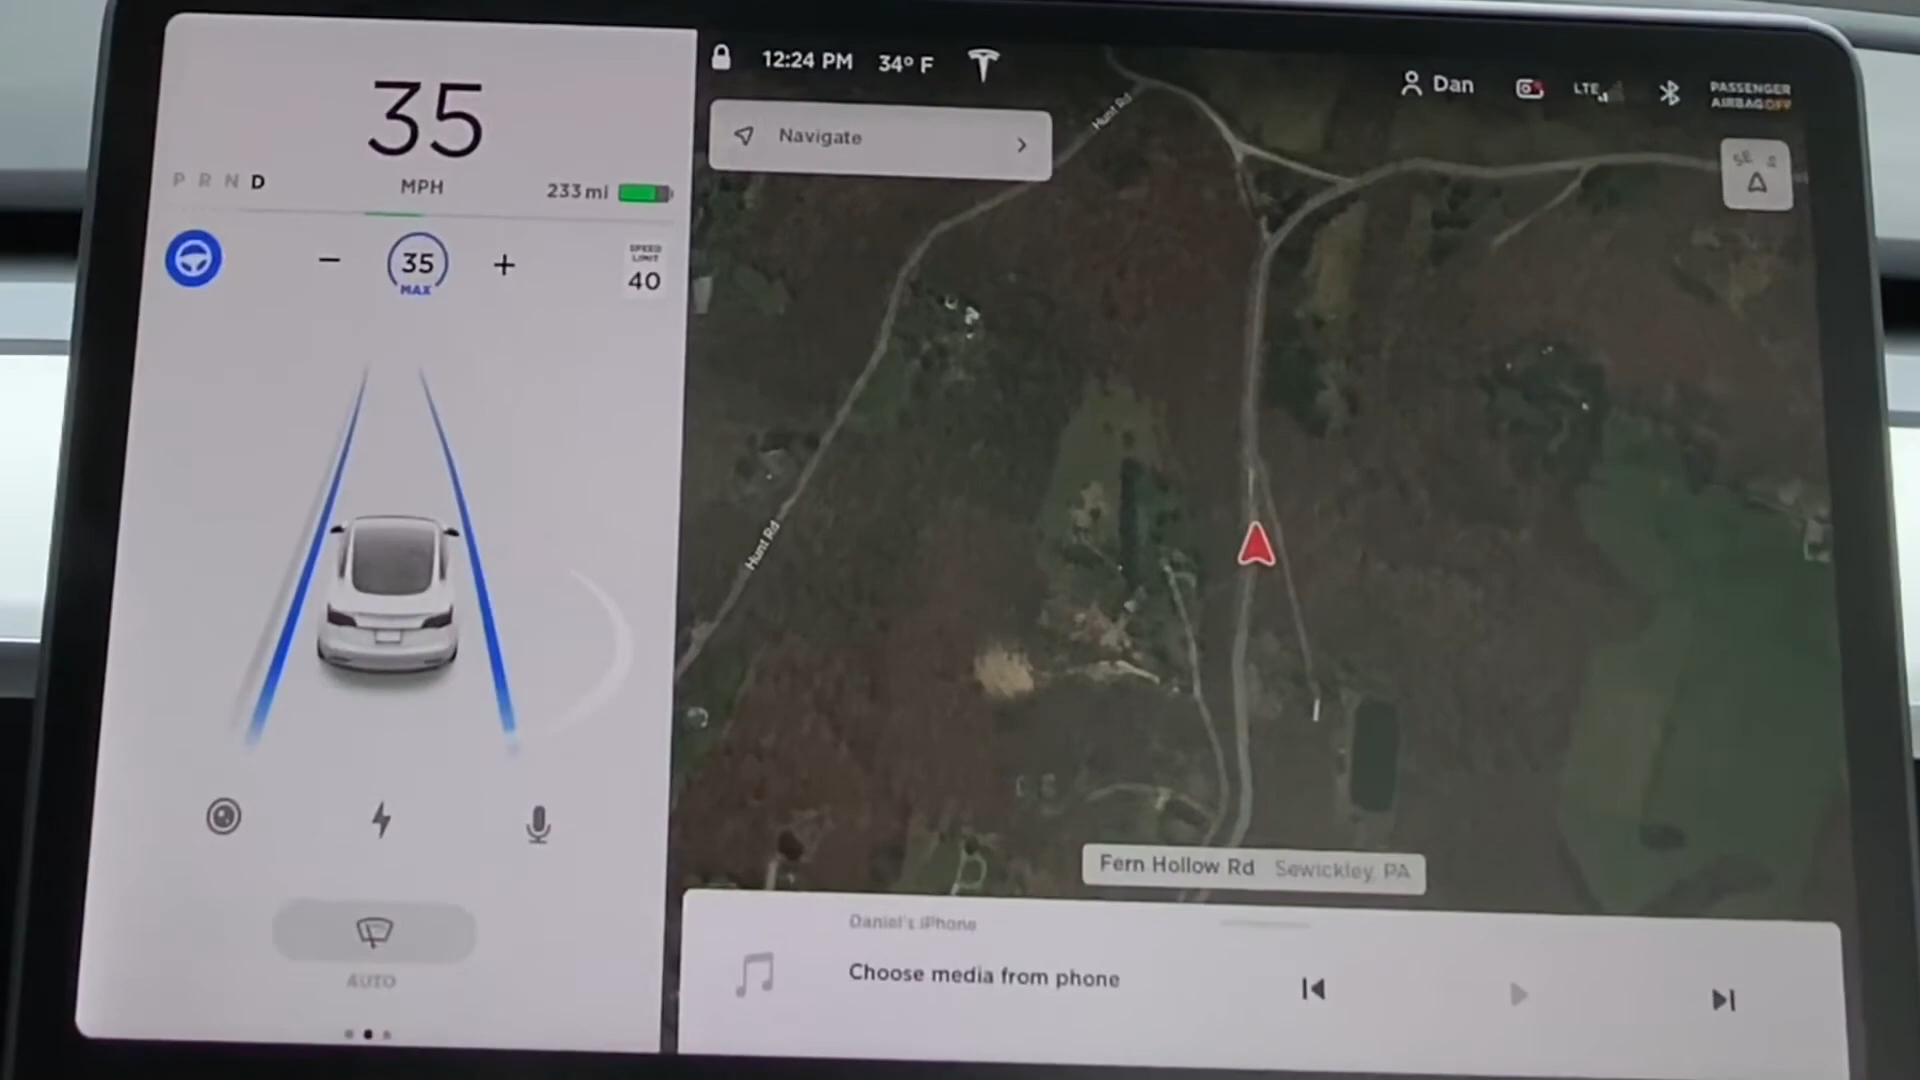 35
MPH
P R N D
233 mi
35
MAX
SPEED
LIMIT
40
AUTO
12:24 PM
34° F
Dan
LTE
PASSENGER
AIRBAG OFF
Navigate
SE
Hunt Rd
Hunt Rd
Fern Hollow Rd Sewickley, PA
Daniel's iPhone
Choose media from phone